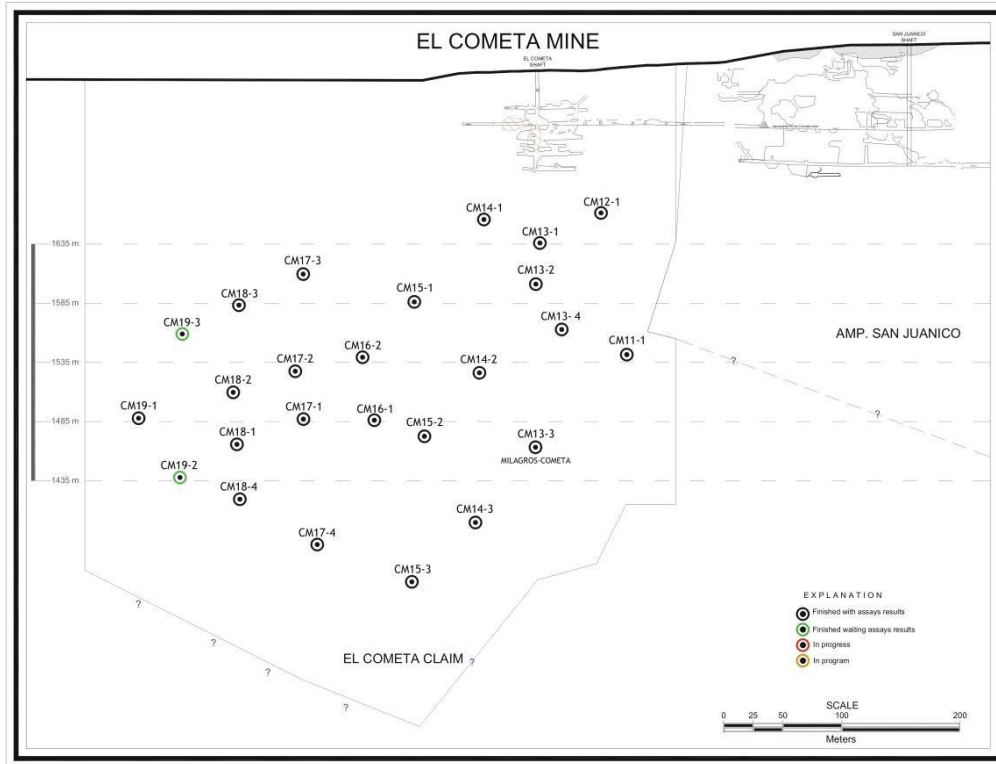 EL COMETA MINE
SAN JUANICO
SHAFT
EL COMETA
SHAFT
CM14-1
CM12-1
CM13-1
1635 m
CM17-3
CM13-2
CM18-3
CM15-1
1585 m
CM19-3
CM13- 4
AMP. SAN JUANICO
CM16-2
CM11-1
1535 m
?
CM17-2
CM14-2
CM18-2
CM19-1
CM17-1
CM16-1
?
1485 m
CM18-1
CM15-2
CM13-3
MILAGROS-COMETA
CM19-2
1435 m
CM18-4
CM14-3
CM17-4
CM15-3
?
EXPLANATION
Finished with assays results
Finished waiting assays results
In progress
In program
?
EL COMETA CLAIM
?
?
?
SCALE
0 25 50 100 200
Meters